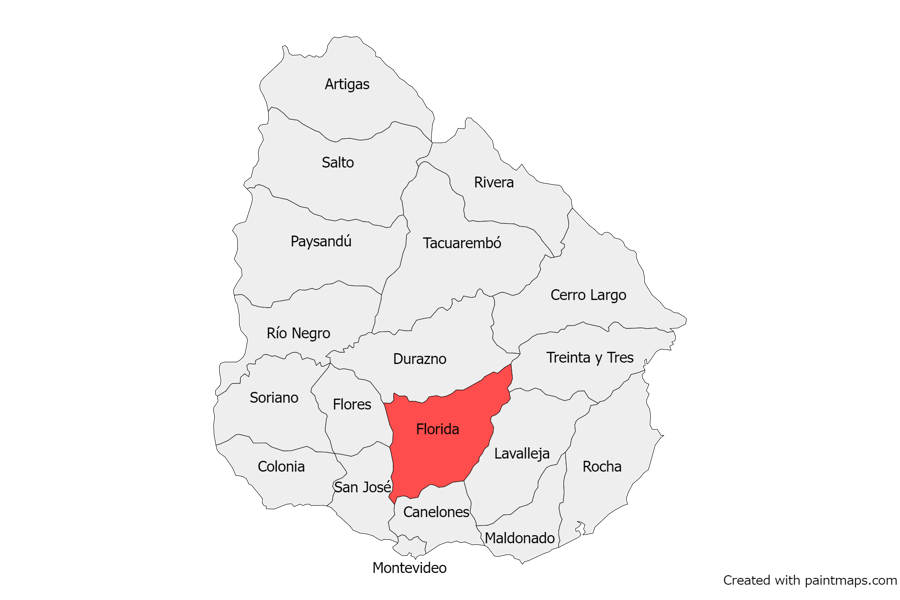 Artigas
Salto
Rivera
Paysandú
Tacuarembó
Cerro Largo
Río Negro
Durazno
Treinta y Tres
Soriano
Flores
Florida
Lavalleja
Colonia
Rocha
San José
Canelones
Maldonado
Montevideo
Created with paintmaps.com